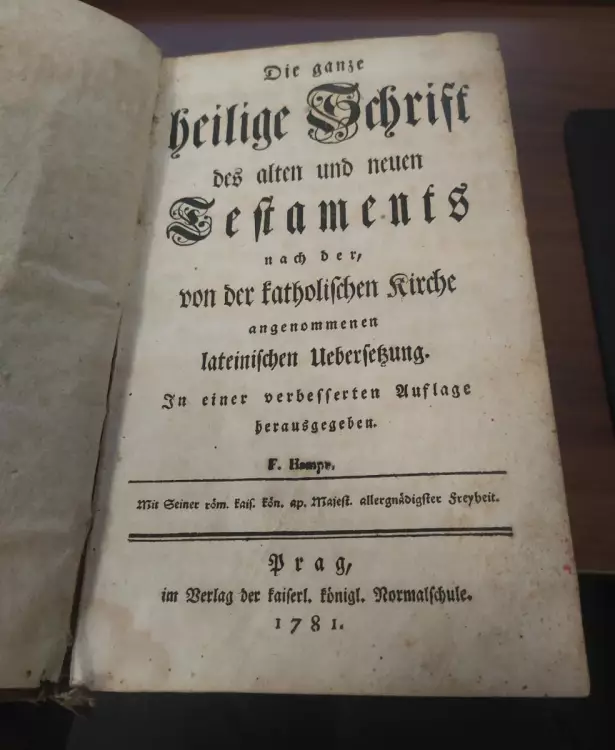 Die ganze
heilige Schrift
des alten und neuen
Testaments
nach der,
von der katholischen Kirche
angenommenen
lateinischen Uebersetzung.
In einer verbesserten Auflage
herausgegeben.
F.
Mit Seiner röm. kais. kön. ap. Majest. allergnädigster Freyheit.
Prag,
im Verlag der kaiserl. königl. Normalschule.
1781.